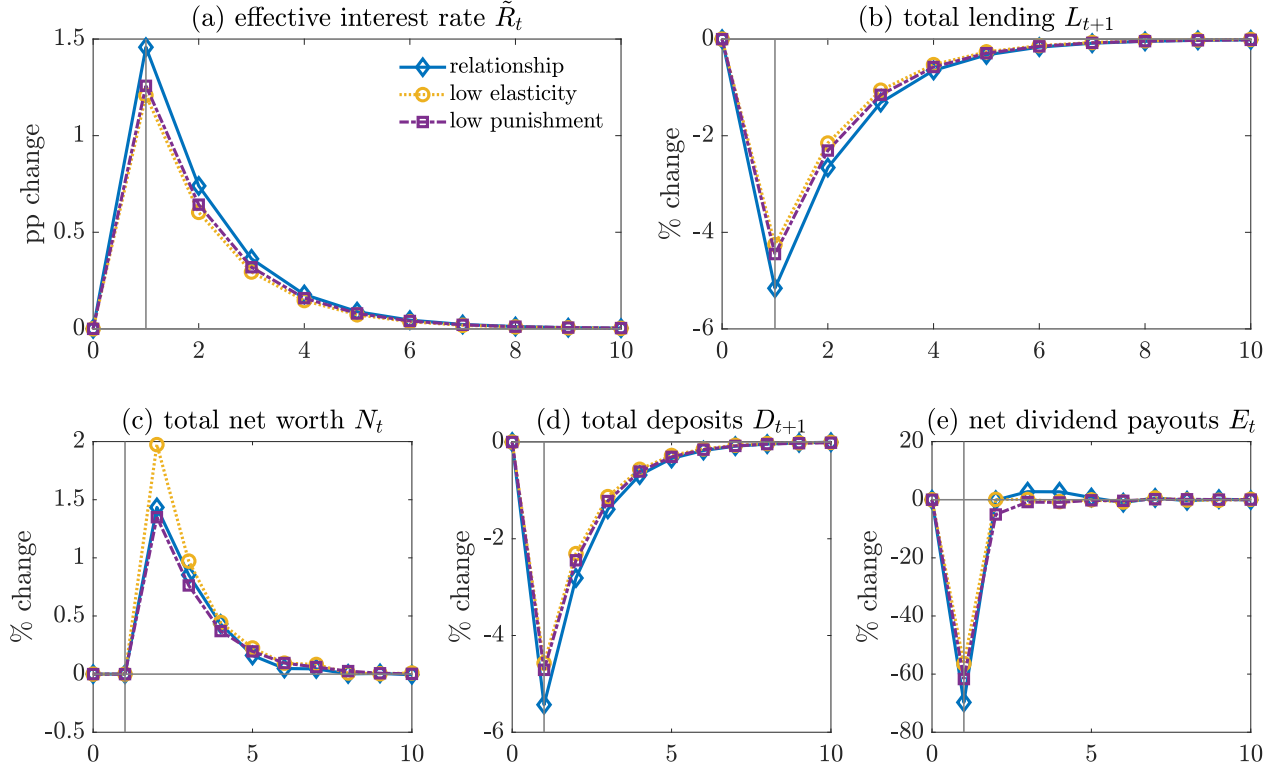 (a) effective interest rate R̃ₜ
1.5
1
0.5
0
pp change
relationship
low elasticity
low punishment
0 2 4 6 8 10
(b) total lending Lₜ₊₁
0
-2
-4
-6
% change
0 2 4 6 8 10
(c) total net worth Nₜ
2
1.5
1
0.5
0
-0.5
% change
0 5 10
(d) total deposits Dₜ₊₁
0
-2
-4
-6
% change
0 5 10
(e) net dividend payouts Eₜ
20
0
-20
-40
-60
-80
% change
0 5 10